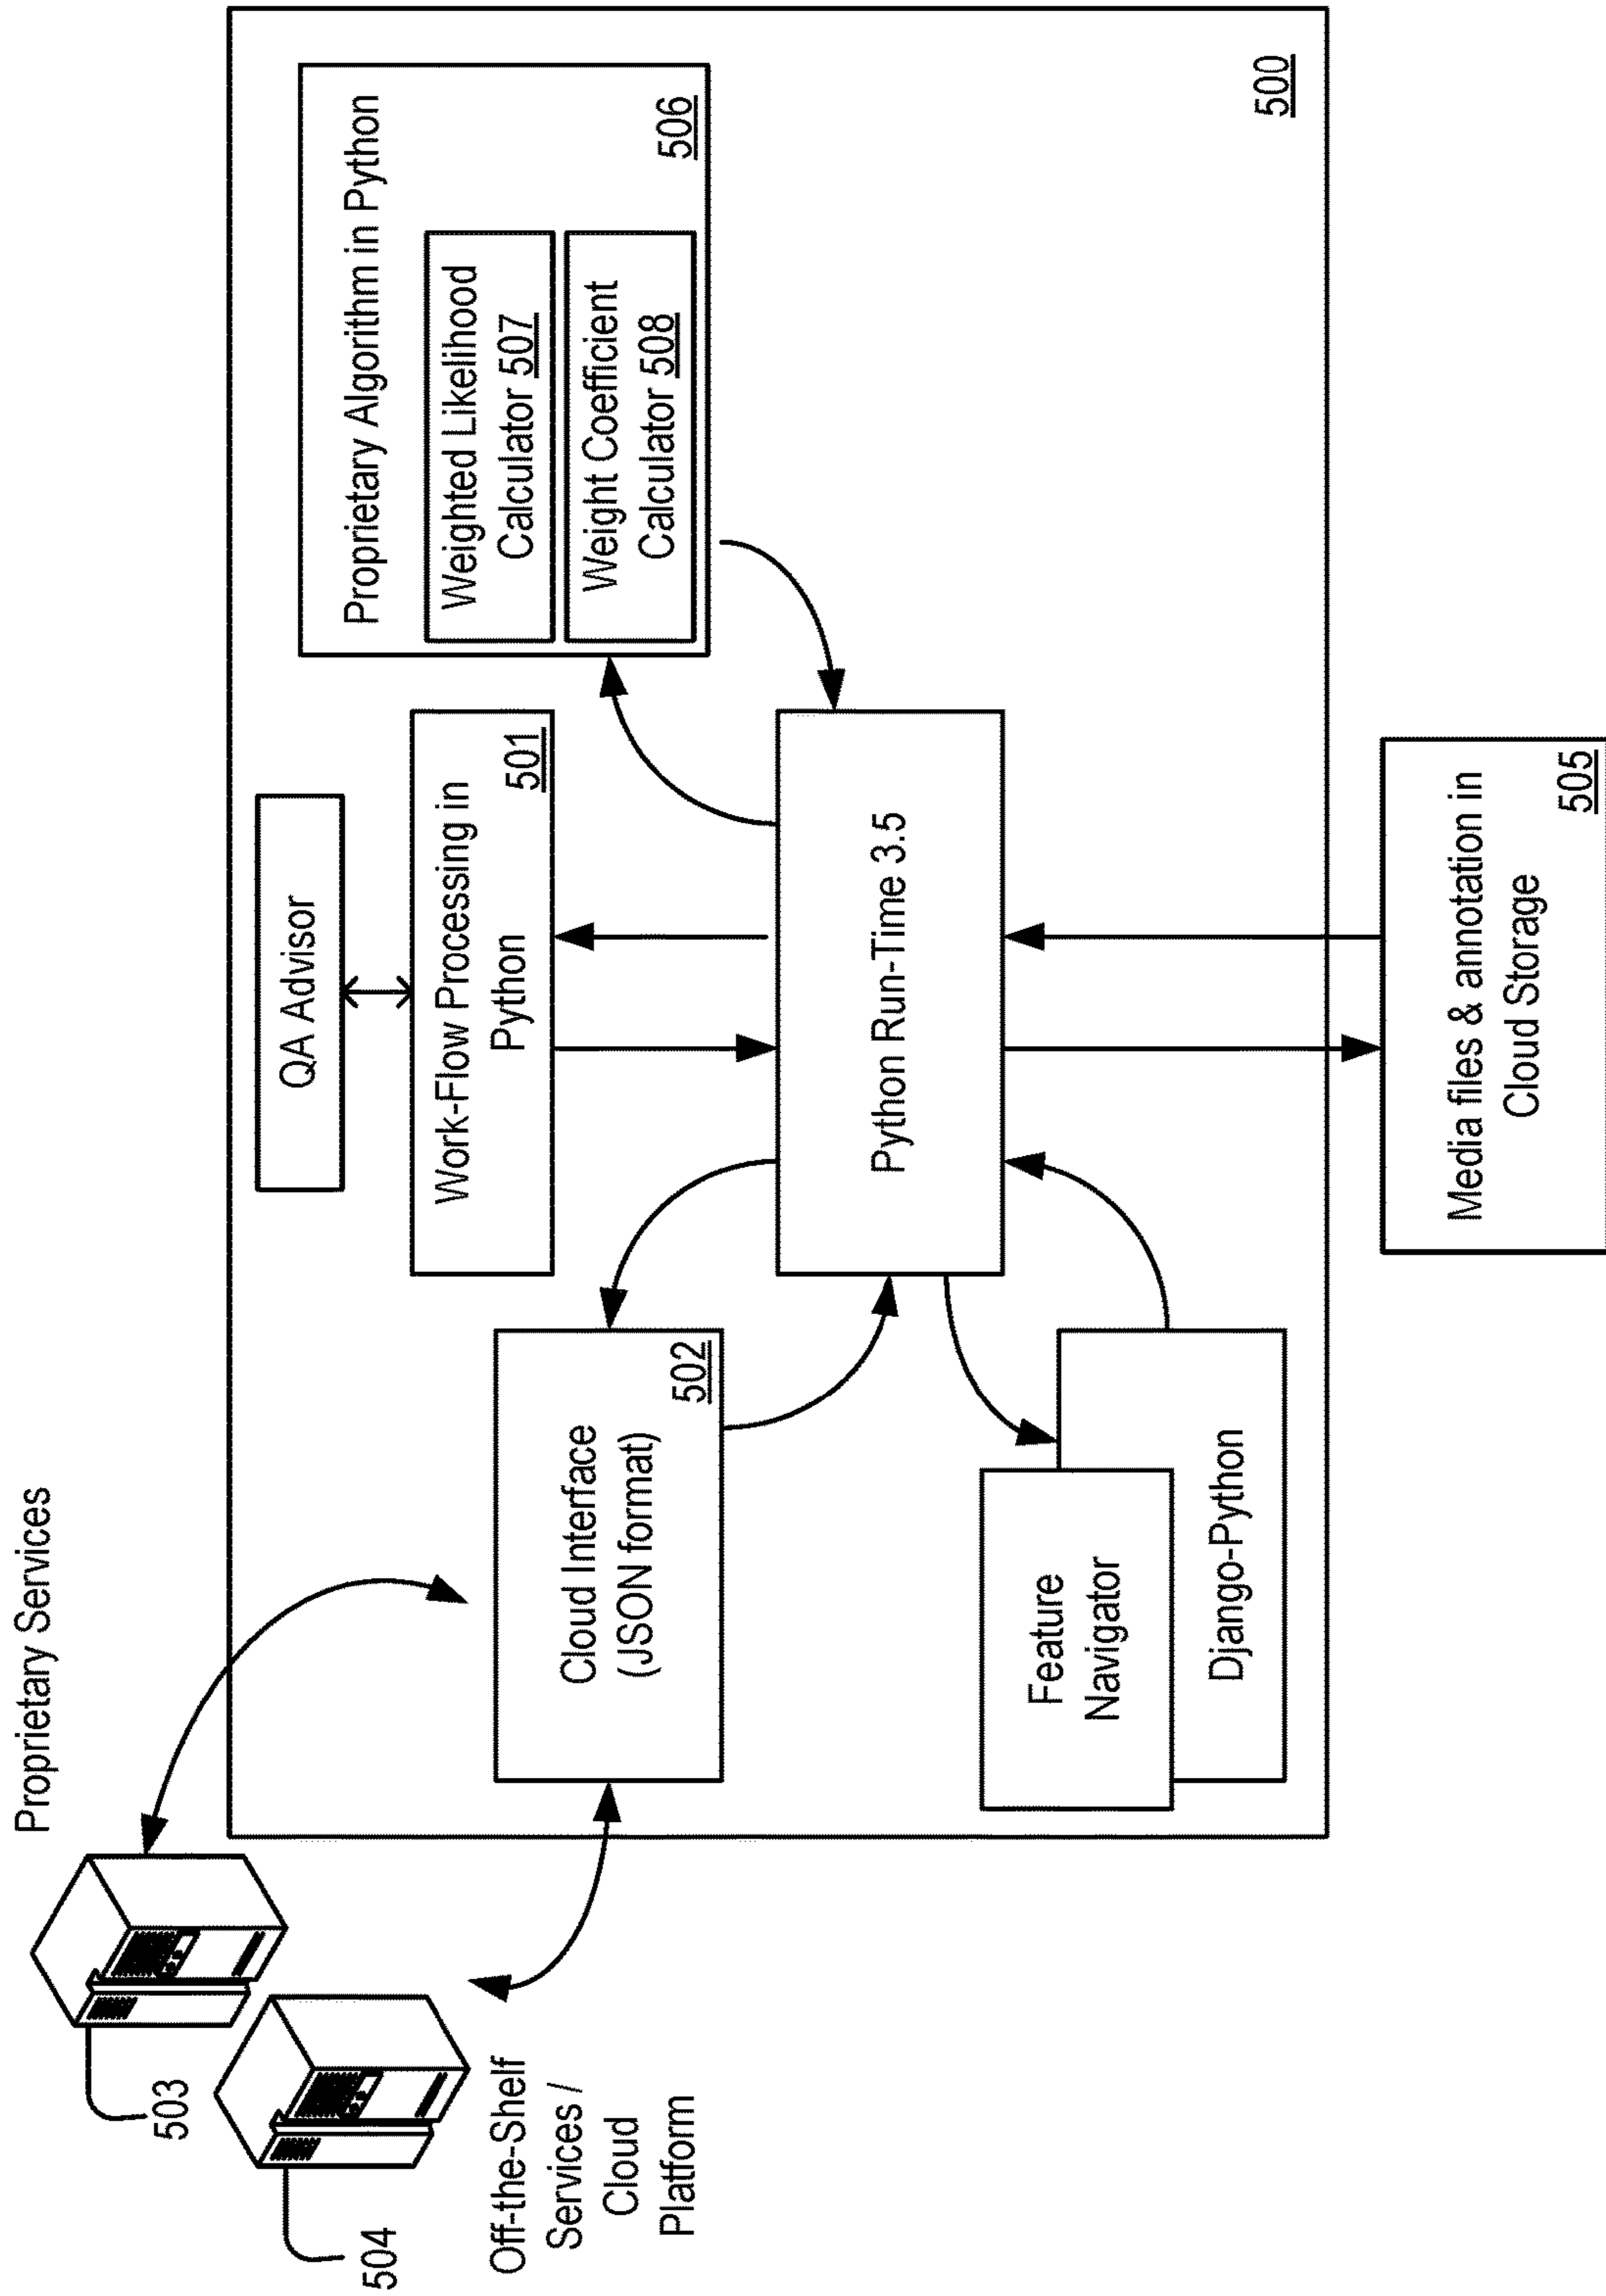 Proprietary Services
503
504
Off-the-Shelf
Services /
Cloud
Platform
QA Advisor
Work-Flow Processing in
Python
501
Proprietary Algorithm in Python
Weighted Likelihood
Calculator 507
Weight Coefficient
Calculator 508
506
Cloud Interface
(JSON format)
502
Python Run-Time 3.5
Feature
Navigator
Django-Python
500
Media files & annotation in
Cloud Storage
505